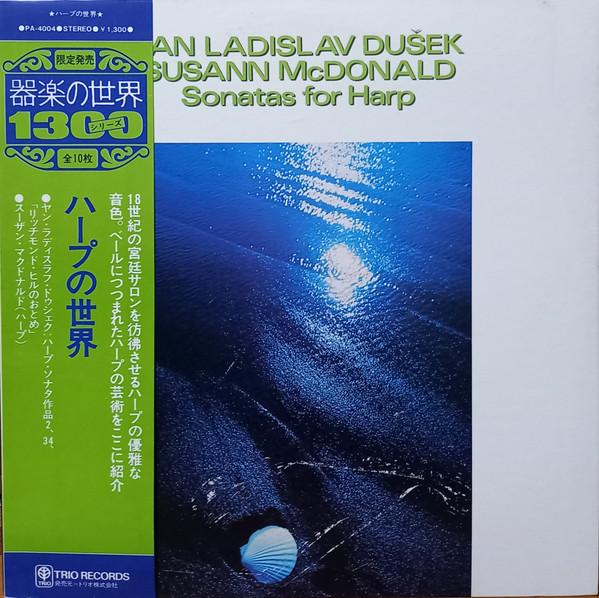 ★ハープの世界★
●PA-4004●STEREO●¥1,300●
限定発売
器楽の世界
1300
シリーズ
全10枚
ハープの世界
●ヤン・ラディスラフ・ドゥシェク:ハープ・ソナタ作品2、34、
「リッチモンド・ヒルのおとめ」
●スーザン・マクドナルド(ハープ)
TRIO
TRIO RECORDS
発売元=トリオ株式会社
AN LADISLAV DUŠEK
SUSANN McDONALD
Sonatas for Harp
18世紀の宮廷サロンを彷彿させるハープの優雅な
音色。ベールにつつまれたハープの芸術をここに紹介